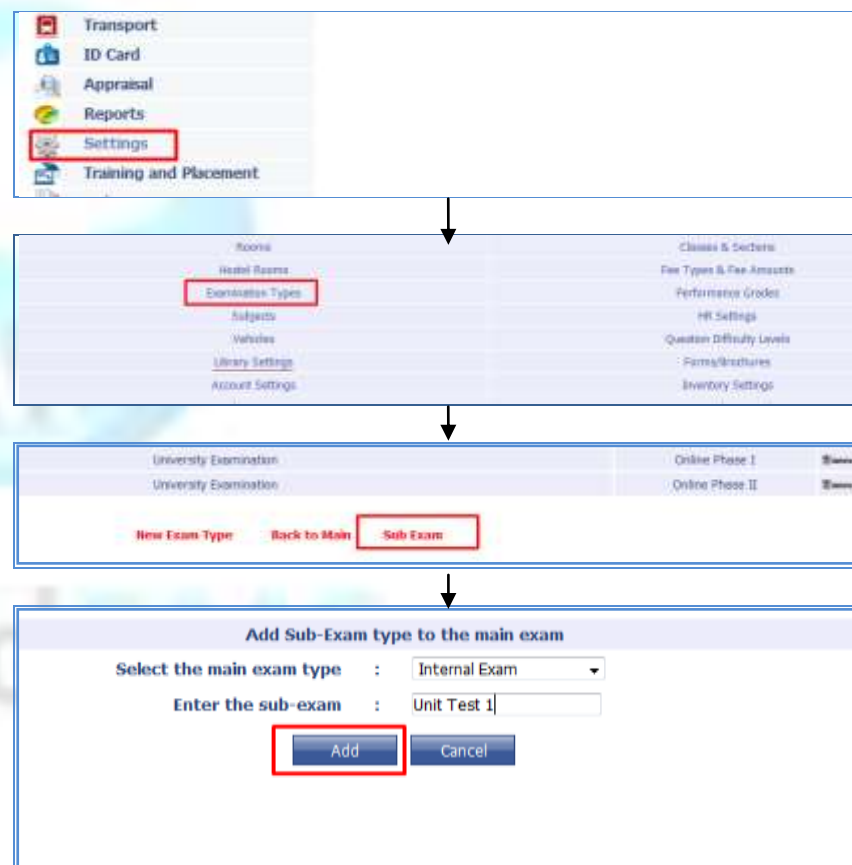 Transport
ID Card
Appraisal
Reports
Settings
Training and Placement
Rooms Classes & Sections
Hostel Rooms Fee Types & Fee Amounts
Examination Types Performance Grades
Subjects HR Settings
Vehicles Question Difficulty Levels
Library Settings Forms/Brochures
Account Settings Inventory Settings
University Examination Online Phase I
University Examination Online Phase II
New Exam Type Back to Main Sub Exam
Add Sub-Exam type to the main exam
Select the main exam type : Internal Exam
Enter the sub-exam : Unit Test 1
Add Cancel